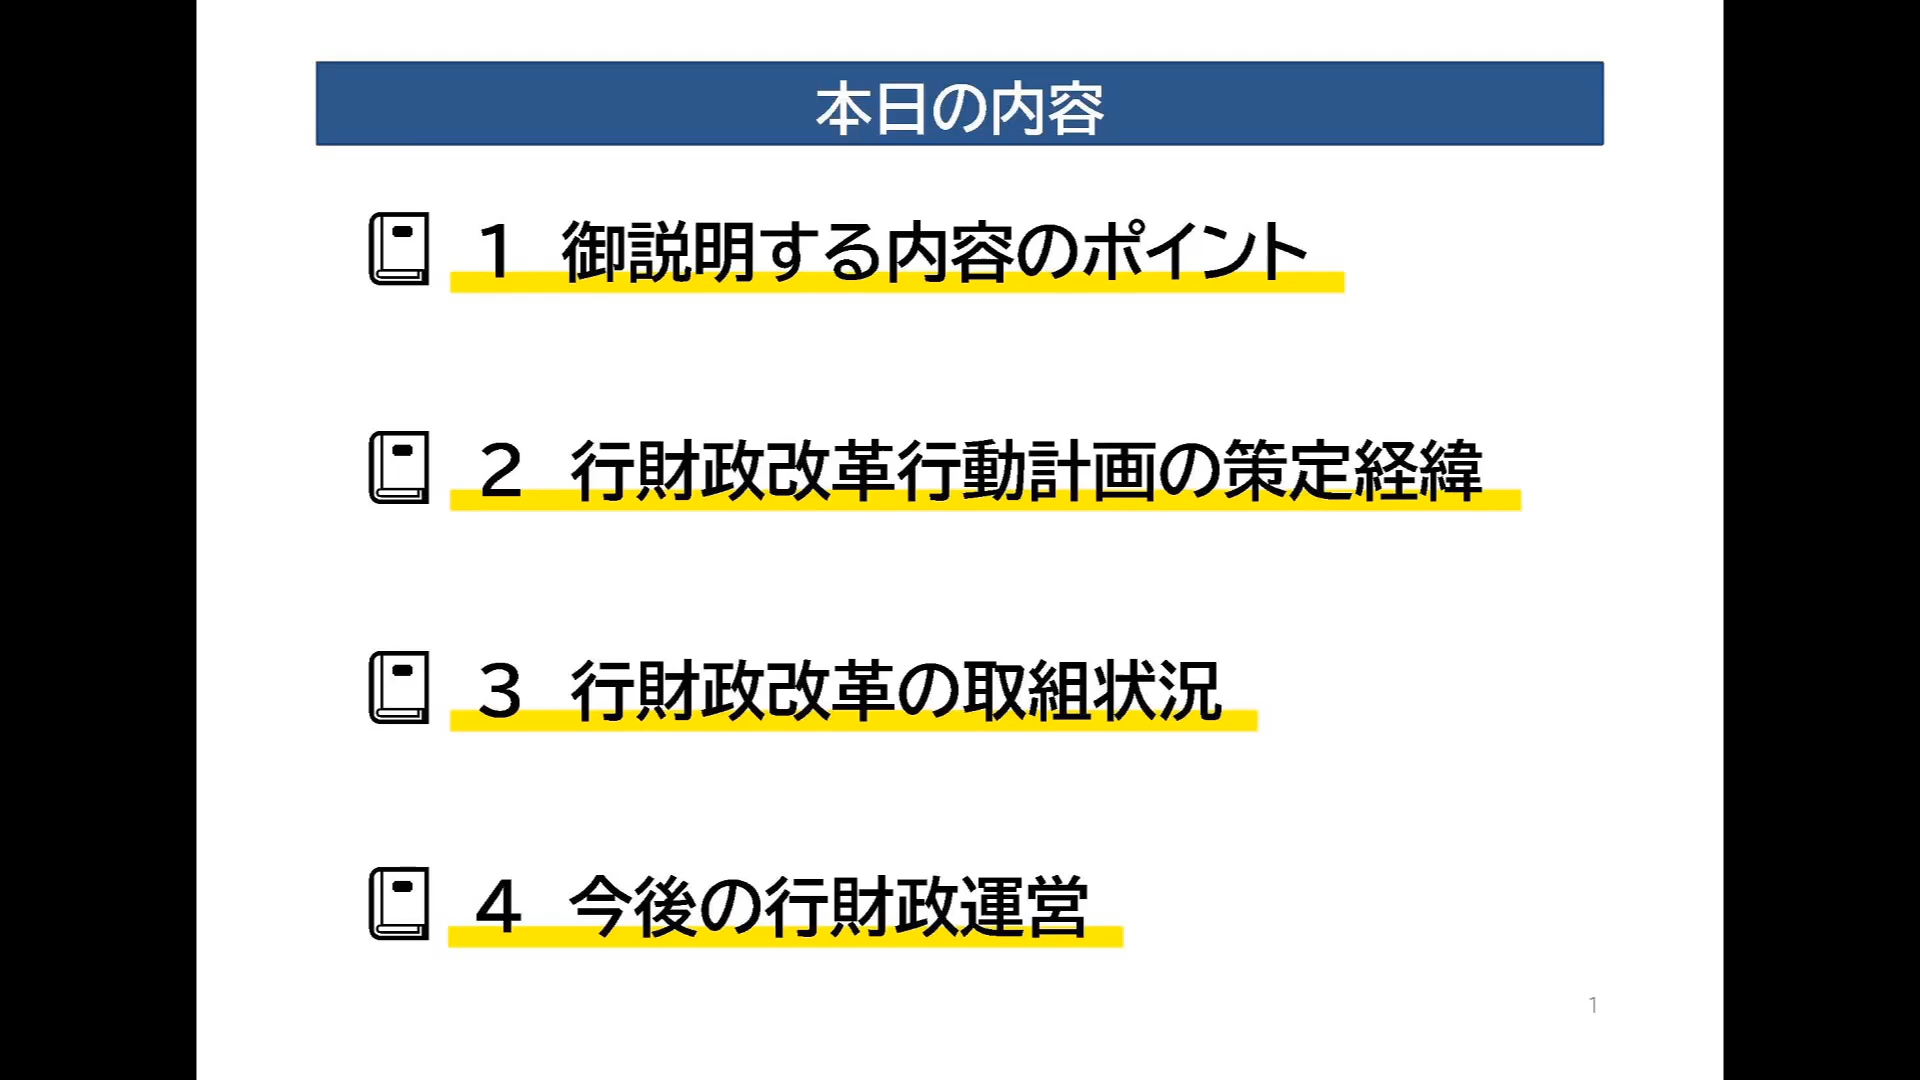 本日の内容
１　御説明する内容のポイント
２　行財政改革行動計画の策定経緯
３　行財政改革の取組状況
４　今後の行財政運営
1